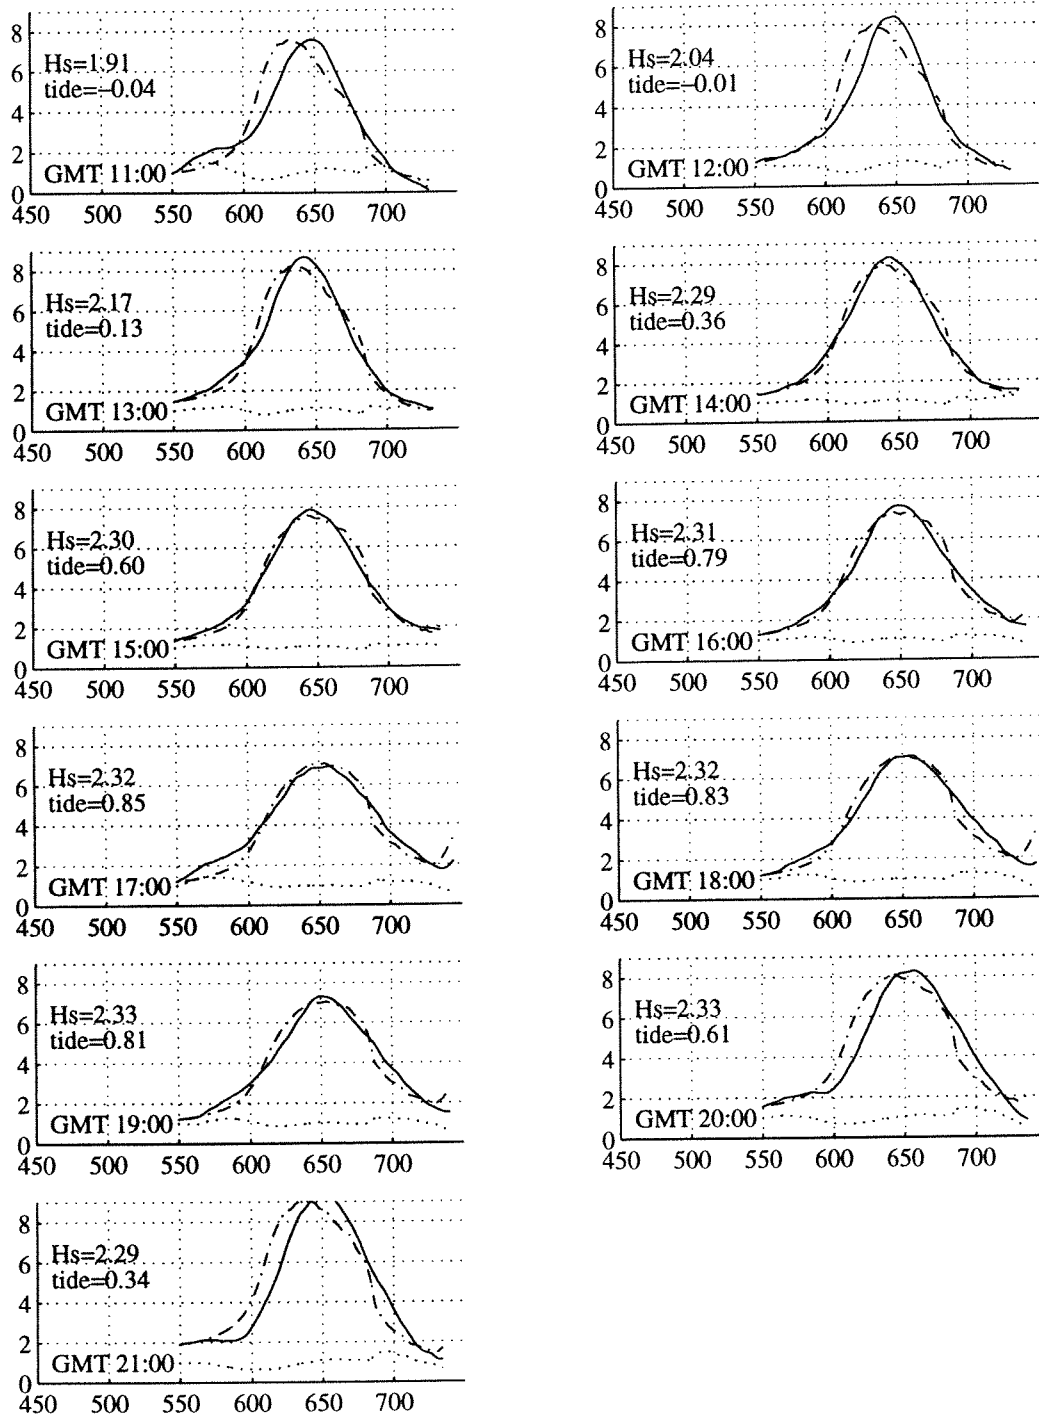 8
6
4
2
0
Hs=1.91
tide=-0.04
GMT 11:00
450 500 550 600 650 700
8
6
4
2
0
Hs=2.04
tide=-0.01
GMT 12:00
450 500 550 600 650 700
8
6
4
2
0
Hs=2.17
tide=0.13
GMT 13:00
450 500 550 600 650 700
8
6
4
2
0
Hs=2.29
tide=0.36
GMT 14:00
450 500 550 600 650 700
8
6
4
2
0
Hs=2.30
tide=0.60
GMT 15:00
450 500 550 600 650 700
8
6
4
2
0
Hs=2.31
tide=0.79
GMT 16:00
450 500 550 600 650 700
8
6
4
2
0
Hs=2.32
tide=0.85
GMT 17:00
450 500 550 600 650 700
8
6
4
2
0
Hs=2.32
tide=0.83
GMT 18:00
450 500 550 600 650 700
8
6
4
2
0
Hs=2.33
tide=0.81
GMT 19:00
450 500 550 600 650 700
8
6
4
2
0
Hs=2.33
tide=0.61
GMT 20:00
450 500 550 600 650 700
8
6
4
2
0
Hs=2.29
tide=0.34
GMT 21:00
450 500 550 600 650 700